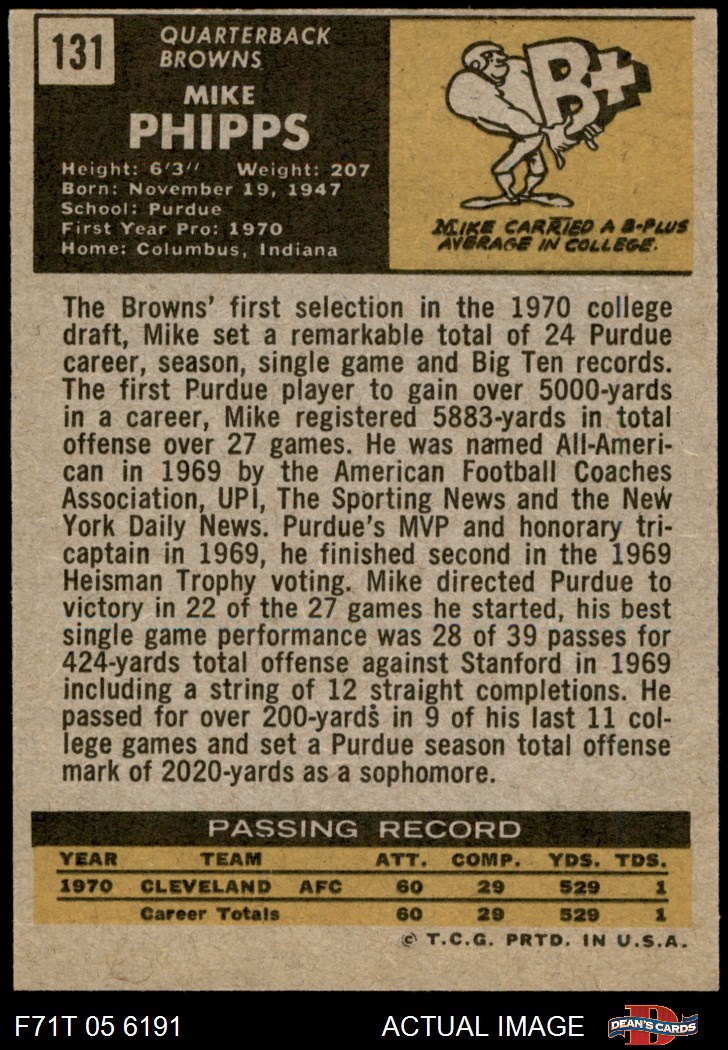 131
QUARTERBACK
BROWNS
MIKE
PHIPPS
Height: 6'3" Weight: 207
Born: November 19, 1947
School: Purdue
First Year Pro: 1970
Home: Columbus, Indiana
B+
MIKE CARRIED A B-PLUS
AVERAGE IN COLLEGE.
The Browns' first selection in the 1970 college
draft, Mike set a remarkable total of 24 Purdue
career, season, single game and Big Ten records.
The first Purdue player to gain over 5000-yards
in a career, Mike registered 5883-yards in total
offense over 27 games. He was named All-Ameri-
can in 1969 by the American Football Coaches
Association, UPI, The Sporting News and the New
York Daily News. Purdue's MVP and honorary tri-
captain in 1969, he finished second in the 1969
Heisman Trophy voting. Mike directed Purdue to
victory in 22 of the 27 games he started, his best
single game performance was 28 of 39 passes for
424-yards total offense against Stanford in 1969
including a string of 12 straight completions. He
passed for over 200-yards in 9 of his last 11 col-
lege games and set a Purdue season total offense
mark of 2020-yards as a sophomore.
PASSING RECORD
YEAR TEAM ATT. COMP. YDS. TDS.
1970 CLEVELAND AFC 60 29 529 1
Career Totals 60 29 529 1
© T.C.G. PRTD. IN U.S.A.
F71T 05 6191 ACTUAL IMAGE D DEAN'S CARDS